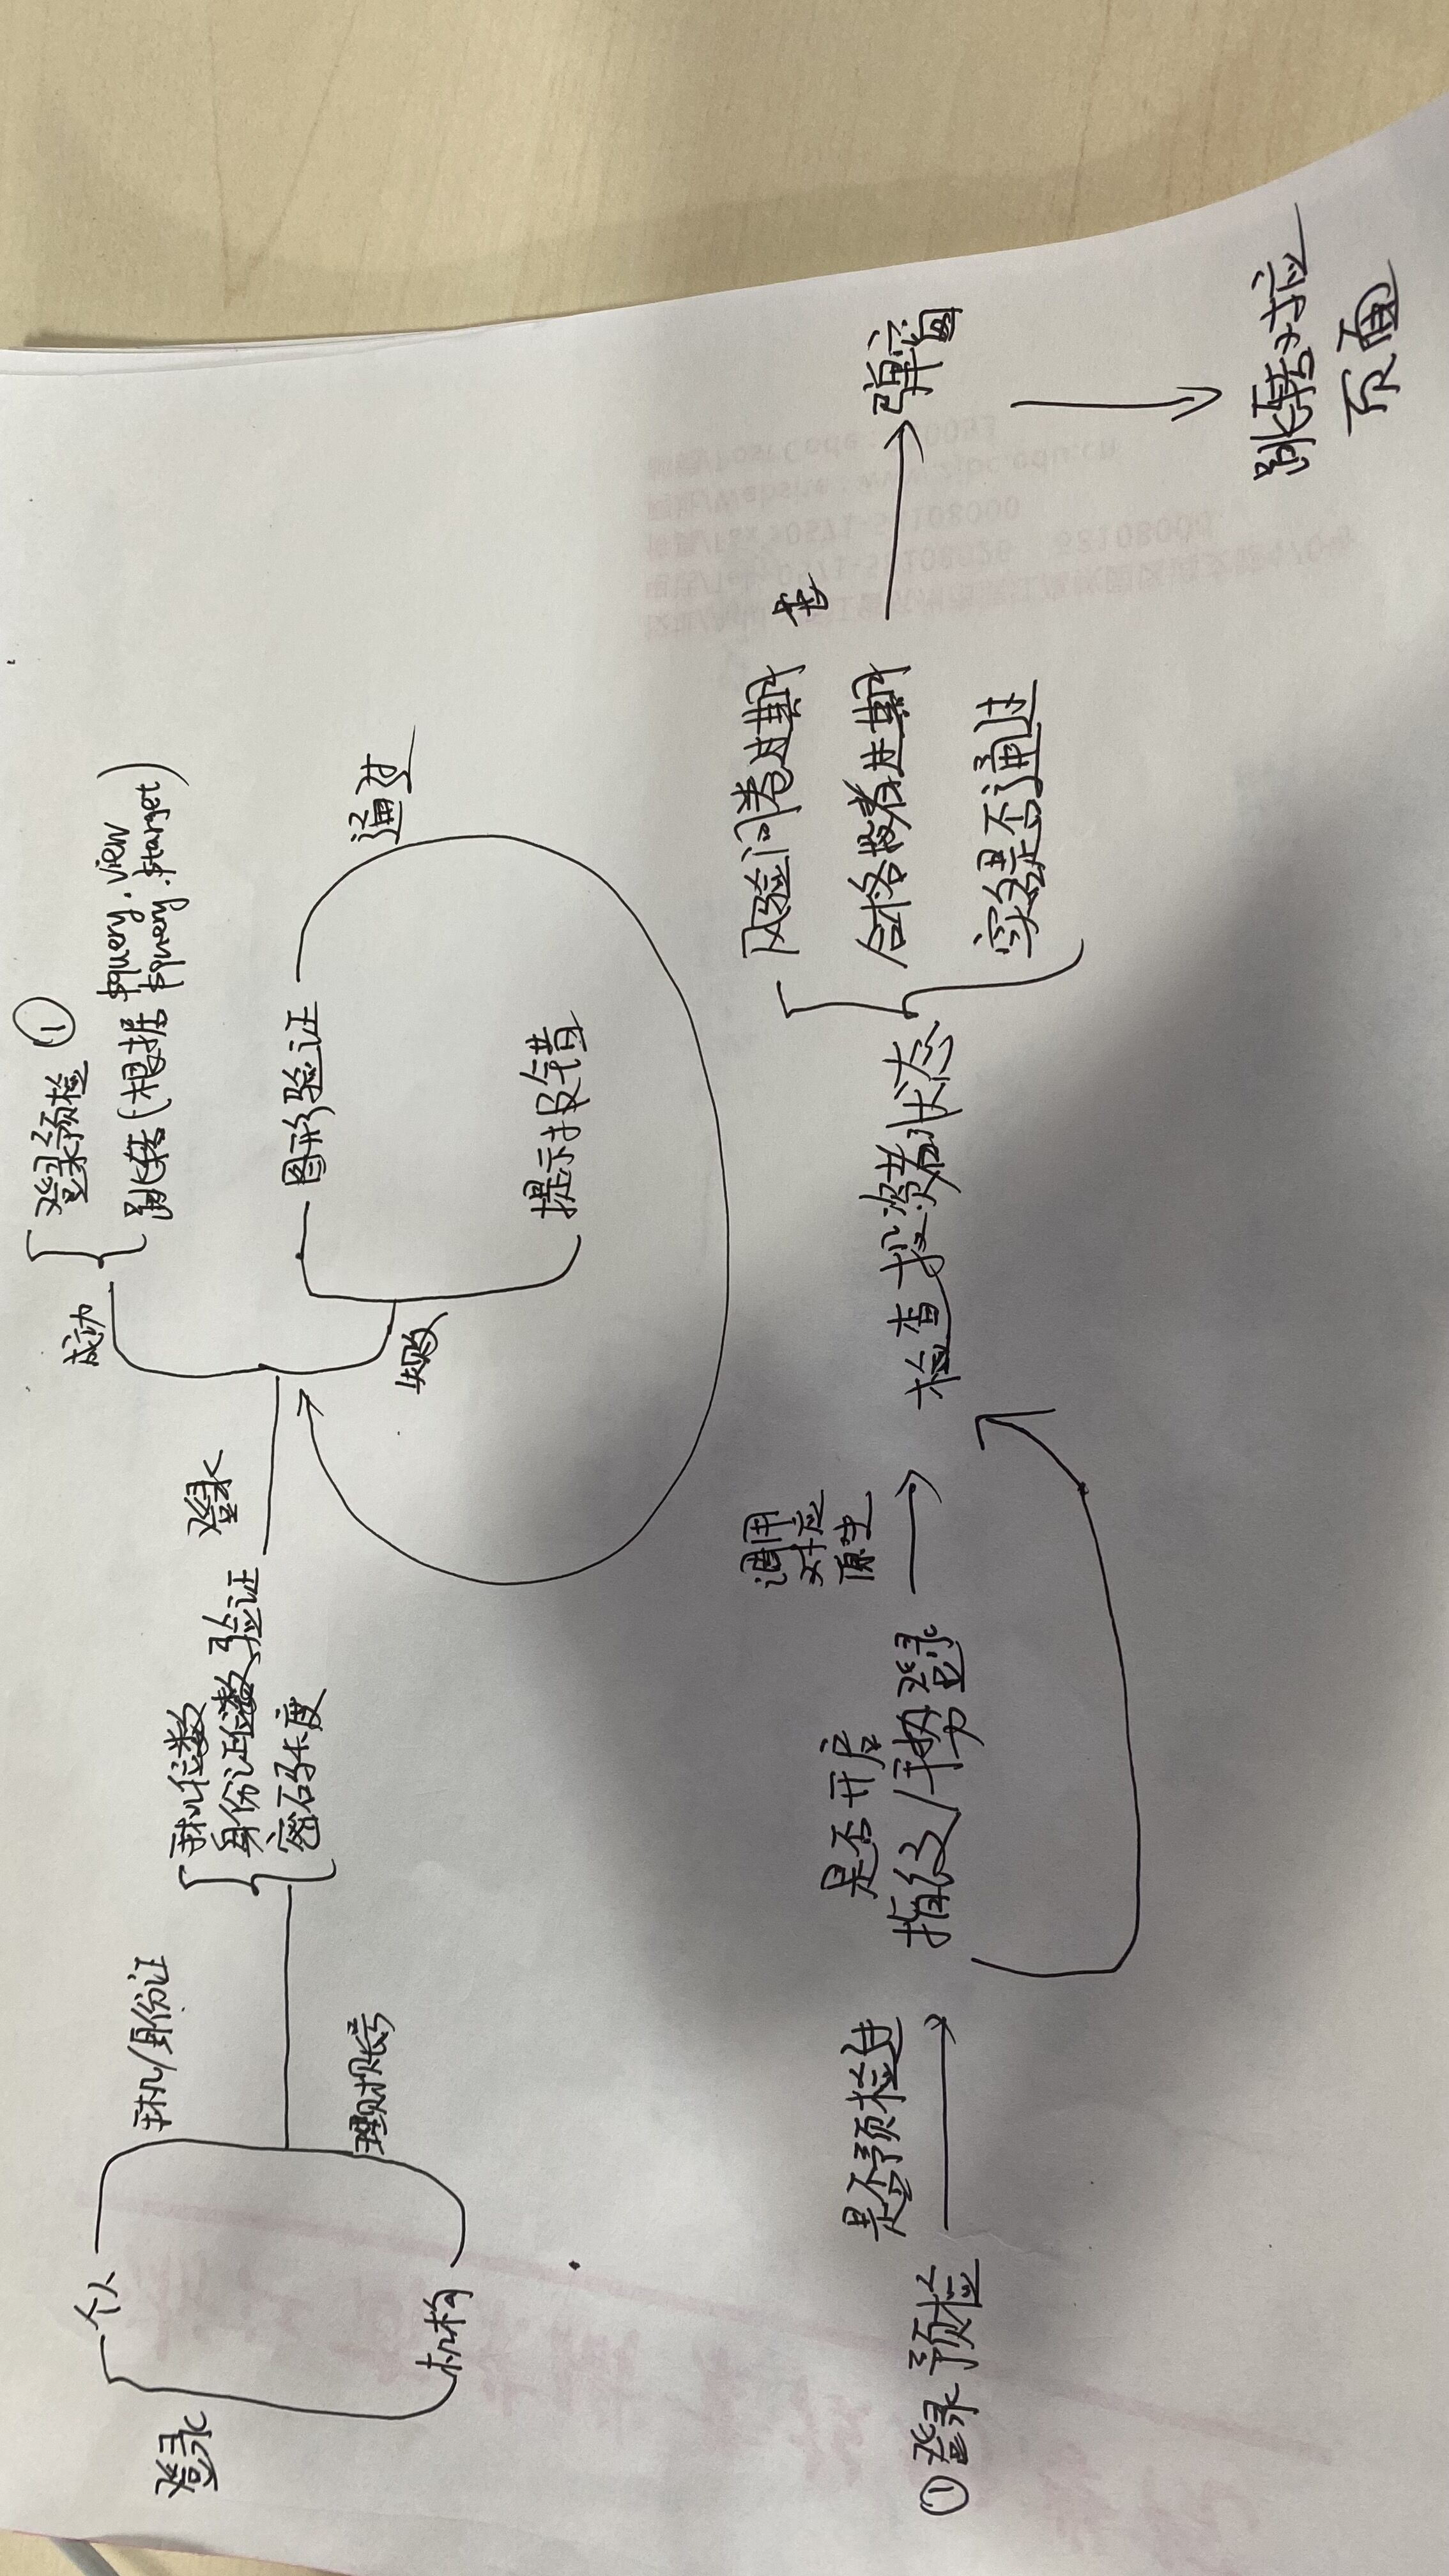 登录
个人
手机/身份证
机构
理财账号
手机位数
身份证位数验证
密码长度
登录
成功
登录预检 ①
跳转(根据 $query.view
$query.$target)
失败
图形验证
提示报错
通过
①登录预检
是否预检过
是否开启
指纹/手势登录
调用
对应
原生
检查投资者状态
风险问卷过期
合格投者过期
实名是否通过
弹窗
跳转对应
页面